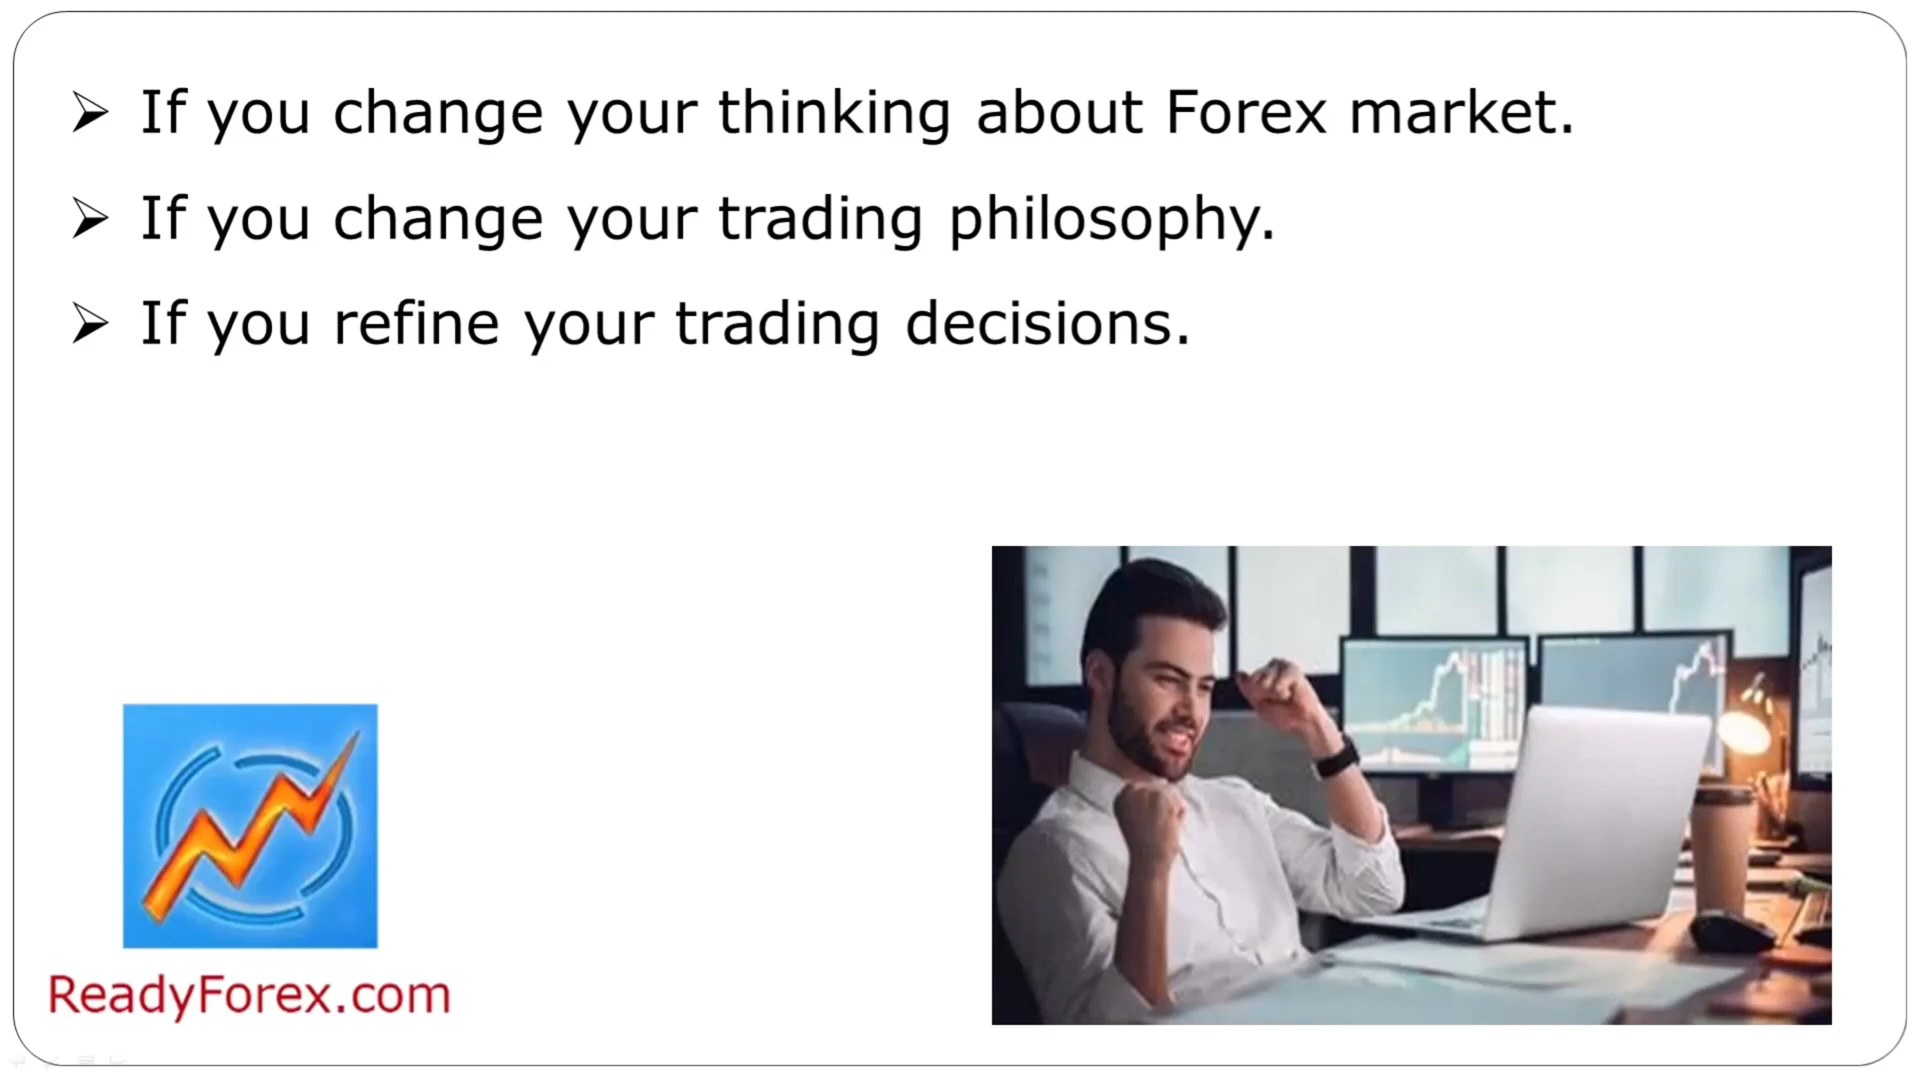 If you change your thinking about Forex market.
If you change your trading philosophy.
If you refine your trading decisions.
ReadyForex.com